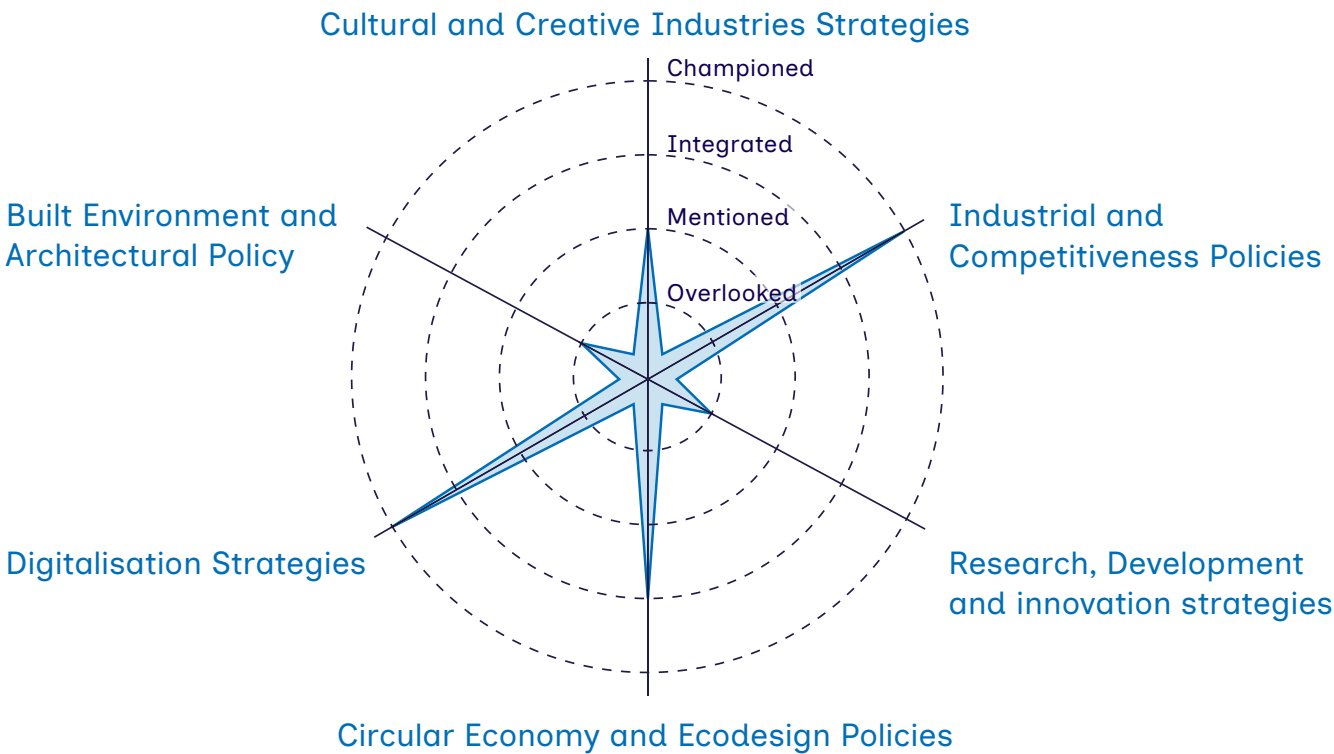 Cultural and Creative Industries Strategies
Championed
Integrated
Mentioned
Overlooked
Built Environment and
Architectural Policy
Industrial and
Competitiveness Policies
Digitalisation Strategies
Research, Development
and innovation strategies
Circular Economy and Ecodesign Policies